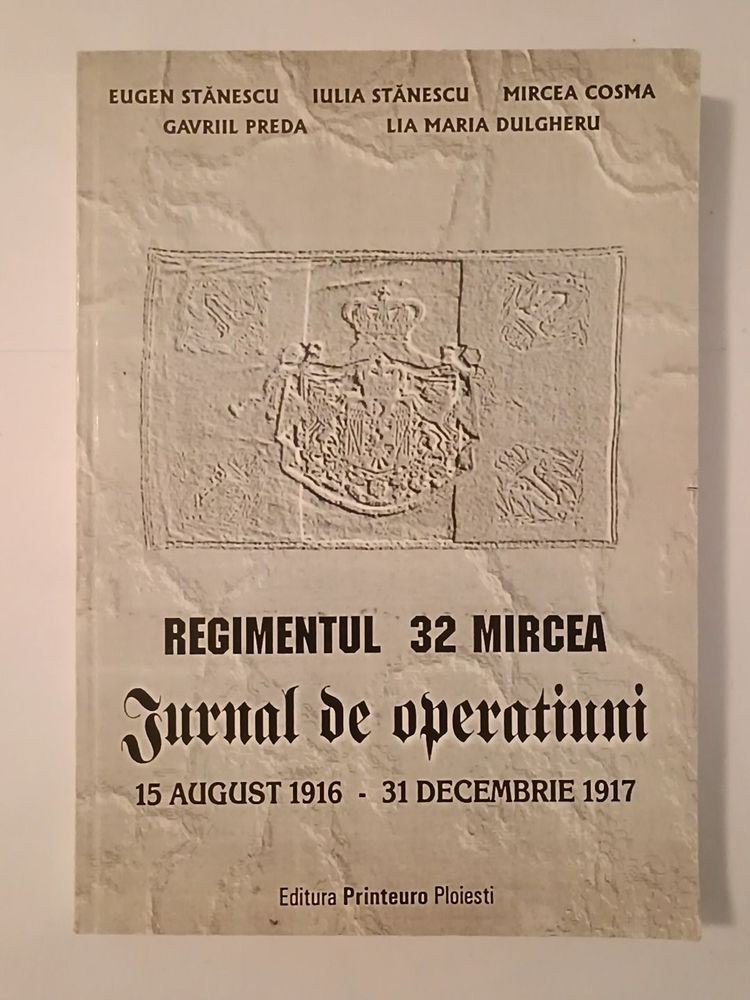 EUGEN STĂNESCU IULIA STĂNESCU MIRCEA COSMA
GAVRIIL PREDA LIA MARIA DULGHERU
REGIMENTUL 32 MIRCEA
Jurnal de operatiuni
15 AUGUST 1916 - 31 DECEMBRIE 1917
Editura Printeuro Ploiesti